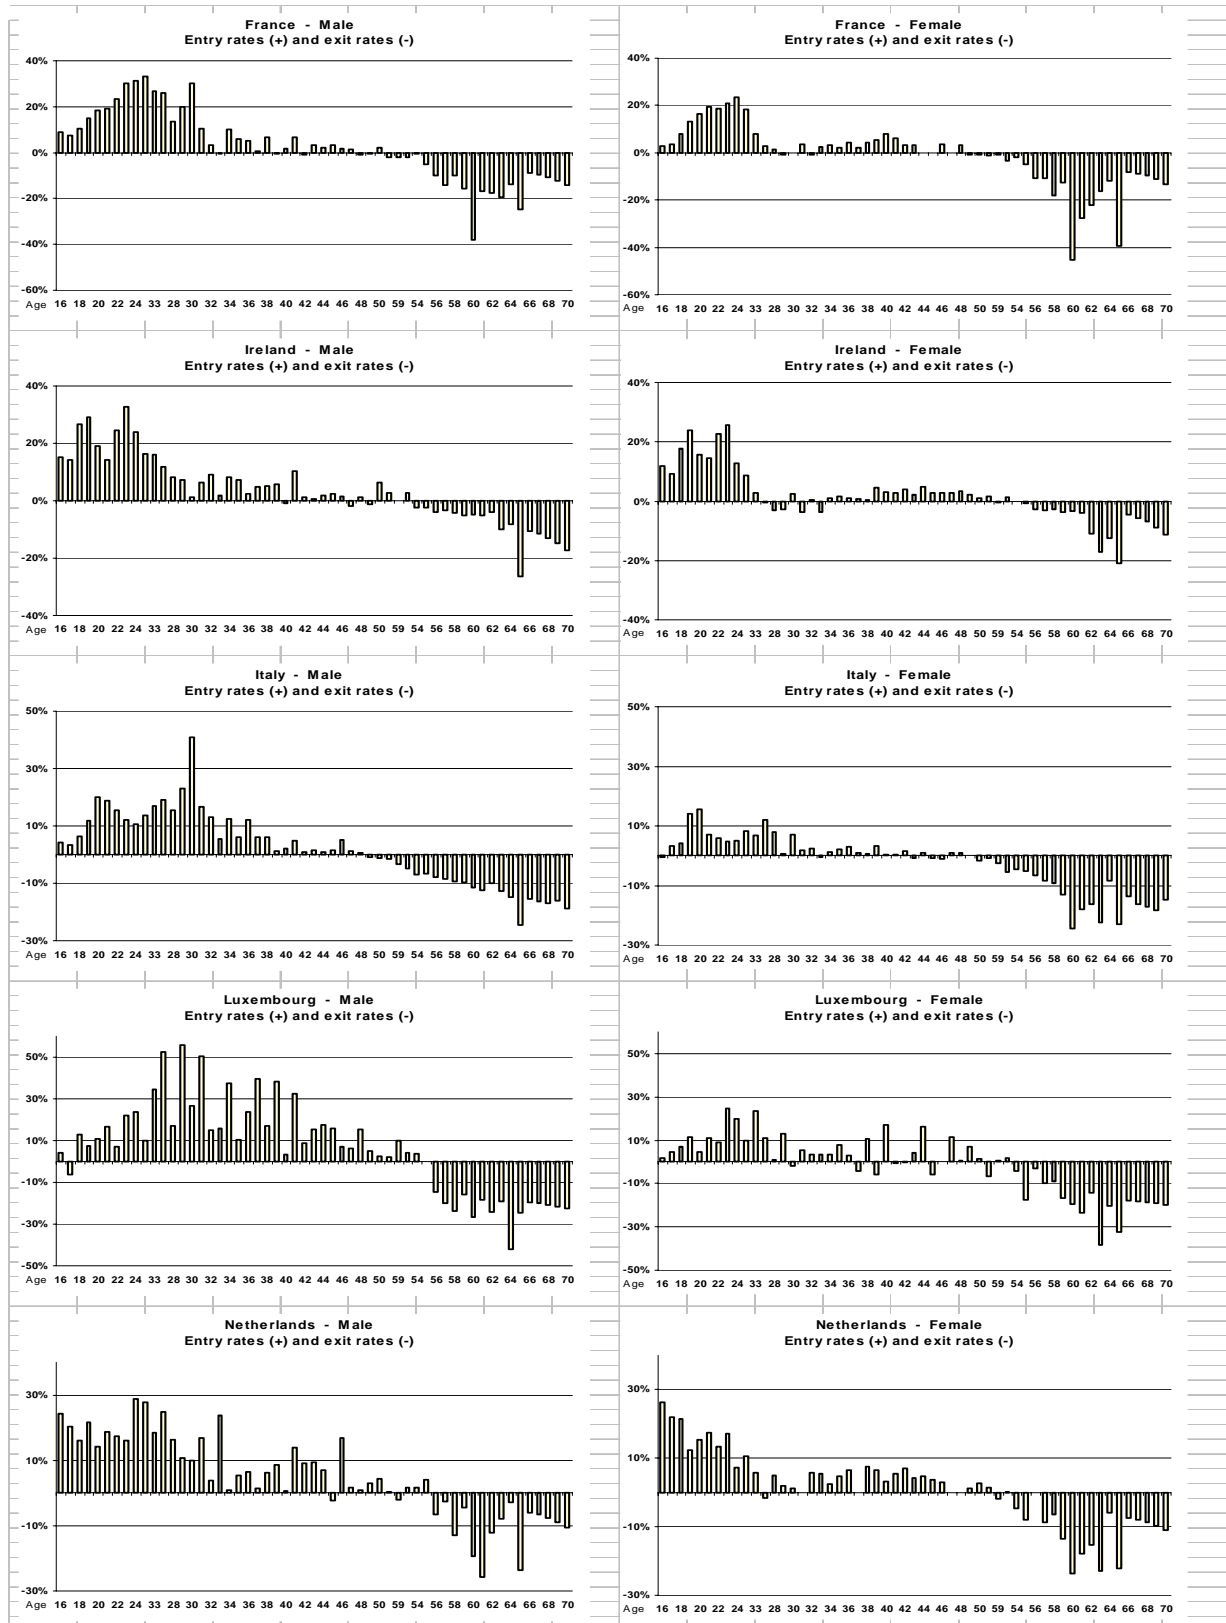 France - Male
Entry rates (+) and exit rates (-)
40%
20%
0%
-20%
-40%
-60%
Age 16 18 20 22 24 33 28 30 32 34 36 38 40 42 44 46 48 50 59 54 56 58 60 62 64 66 68 70
France - Female
Entry rates (+) and exit rates (-)
40%
20%
0%
-20%
-40%
-60%
Age 16 18 20 22 24 33 28 30 32 34 36 38 40 42 44 46 48 50 59 54 56 58 60 62 64 66 68 70
Ireland - Male
Entry rates (+) and exit rates (-)
40%
20%
0%
-20%
-40%
Age 16 18 20 22 24 33 28 30 32 34 36 38 40 42 44 46 48 50 59 54 56 58 60 62 64 66 68 70
Ireland - Female
Entry rates (+) and exit rates (-)
40%
20%
0%
-20%
-40%
Age 16 18 20 22 24 33 28 30 32 34 36 38 40 42 44 46 48 50 59 54 56 58 60 62 64 66 68 70
Italy - Male
Entry rates (+) and exit rates (-)
50%
30%
10%
-10%
-30%
Age 16 18 20 22 24 33 28 30 32 34 36 38 40 42 44 46 48 50 59 54 56 58 60 62 64 66 68 70
Italy - Female
Entry rates (+) and exit rates (-)
50%
30%
10%
-10%
-30%
Age 16 18 20 22 24 33 28 30 32 34 36 38 40 42 44 46 48 50 59 54 56 58 60 62 64 66 68 70
Luxembourg - Male
Entry rates (+) and exit rates (-)
50%
30%
10%
-10%
-30%
-50%
Age 16 18 20 22 24 33 28 30 32 34 36 38 40 42 44 46 48 50 59 54 56 58 60 62 64 66 68 70
Luxembourg - Female
Entry rates (+) and exit rates (-)
50%
30%
10%
-10%
-30%
-50%
Age 16 18 20 22 24 33 28 30 32 34 36 38 40 42 44 46 48 50 59 54 56 58 60 62 64 66 68 70
Netherlands - Male
Entry rates (+) and exit rates (-)
30%
10%
-10%
-30%
Age 16 18 20 22 24 33 28 30 32 34 36 38 40 42 44 46 48 50 59 54 56 58 60 62 64 66 68 70
Netherlands - Female
Entry rates (+) and exit rates (-)
30%
10%
-10%
-30%
Age 16 18 20 22 24 33 28 30 32 34 36 38 40 42 44 46 48 50 59 54 56 58 60 62 64 66 68 70